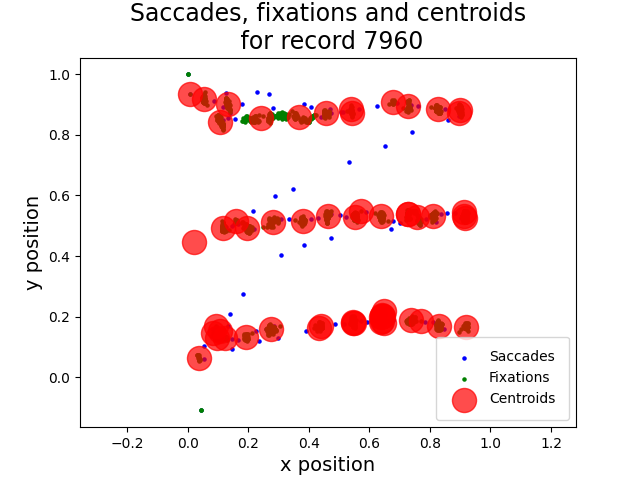 Saccades, fixations and centroids
for record 7960
1.0
0.8
0.6
0.4
0.2
0.0
y position
−0.2
0.0
0.2
0.4
0.6
0.8
1.0
1.2
x position
Saccades
Fixations
Centroids